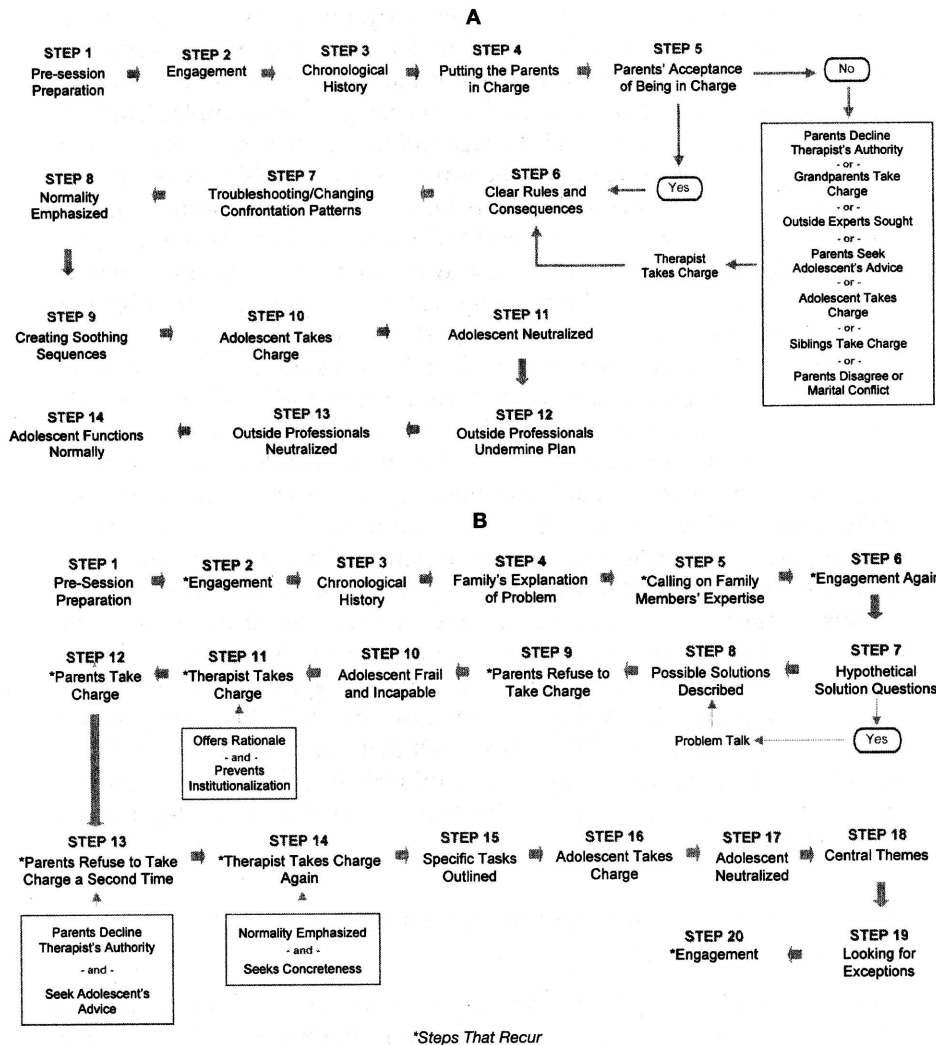 A
STEP 1
Pre-session
Preparation
STEP 2
Engagement
STEP 3
Chronological
History
STEP 4
Putting the Parents
in Charge
STEP 5
Parents' Acceptance
of Being in Charge
No
Parents Decline
Therapist's Authority
- or -
Grandparents Take
Charge
- or -
Outside Experts Sought
- or -
Parents Seek
Adolescent's Advice
- or -
Adolescent Takes
Charge
- or -
Siblings Take Charge
- or -
Parents Disagree or
Marital Conflict
Therapist
Takes Charge
Yes
STEP 6
Clear Rules and
Consequences
STEP 7
Troubleshooting/Changing
Confrontation Patterns
STEP 8
Normality
Emphasized
STEP 9
Creating Soothing
Sequences
STEP 10
Adolescent Takes
Charge
STEP 11
Adolescent Neutralized
STEP 12
Outside Professionals
Undermine Plan
STEP 13
Outside Professionals
Neutralized
STEP 14
Adolescent Functions
Normally
B
STEP 1
Pre-Session
Preparation
STEP 2
*Engagement
STEP 3
Chronological
History
STEP 4
Family's Explanation
of Problem
STEP 5
*Calling on Family
Members' Expertise
STEP 6
*Engagement Again
STEP 7
Hypothetical
Solution Questions
Yes
Problem Talk
STEP 8
Possible Solutions
Described
STEP 9
*Parents Refuse to
Take Charge
STEP 10
Adolescent Frail
and Incapable
STEP 11
*Therapist Takes
Charge
Offers Rationale
- and -
Prevents
Institutionalization
STEP 12
*Parents Take
Charge
STEP 13
*Parents Refuse to Take
Charge a Second Time
Parents Decline
Therapist's Authority
- and -
Seek Adolescent's
Advice
STEP 14
*Therapist Takes Charge
Again
Normality Emphasized
- and -
Seeks Concreteness
STEP 15
Specific Tasks
Outlined
STEP 16
Adolescent Takes
Charge
STEP 17
Adolescent
Neutralized
STEP 18
Central Themes
STEP 19
Looking for
Exceptions
STEP 20
*Engagement
*Steps That Recur